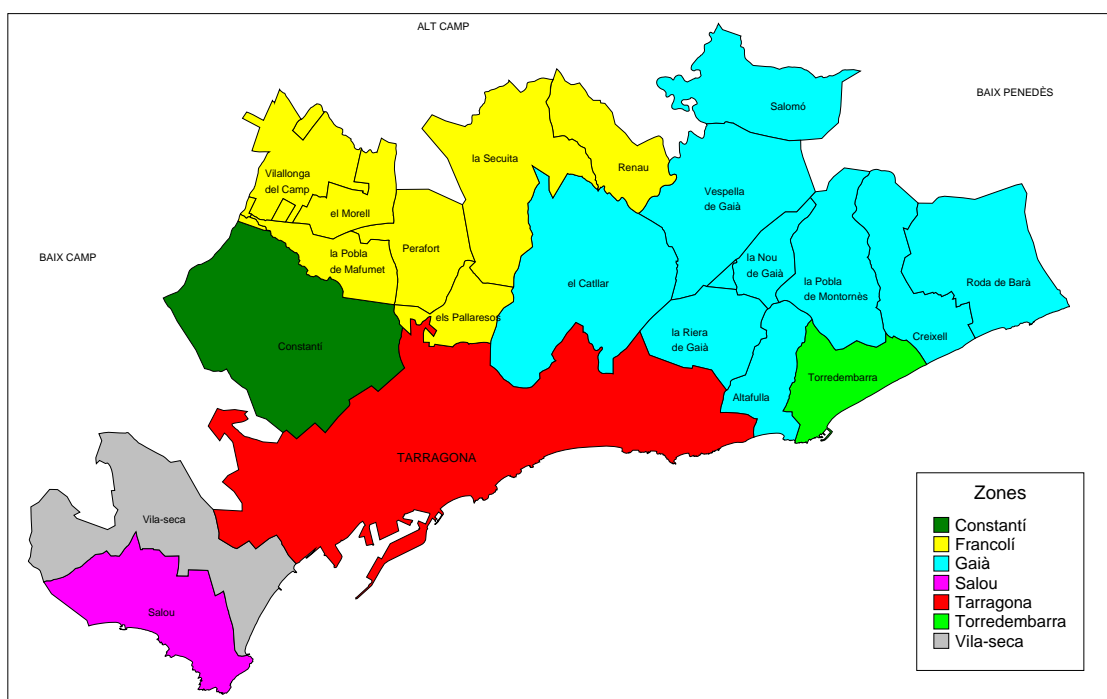 ALT CAMP
BAIX PENEDÈS
BAIX CAMP
Salomó
la Secuita
Renau
Vilallonga
del Camp
Vespella
de Gaià
el Morell
Perafort
la Pobla
de Mafumet
la Nou
de Gaià
el Catllar
la Pobla
de Montornès
Roda de Barà
els Pallaresos
la Riera
de Gaià
Creixell
Constantí
Torredembarra
Altafulla
TARRAGONA
Vila-seca
Salou
Zones
Constantí
Francolí
Gaià
Salou
Tarragona
Torredembarra
Vila-seca